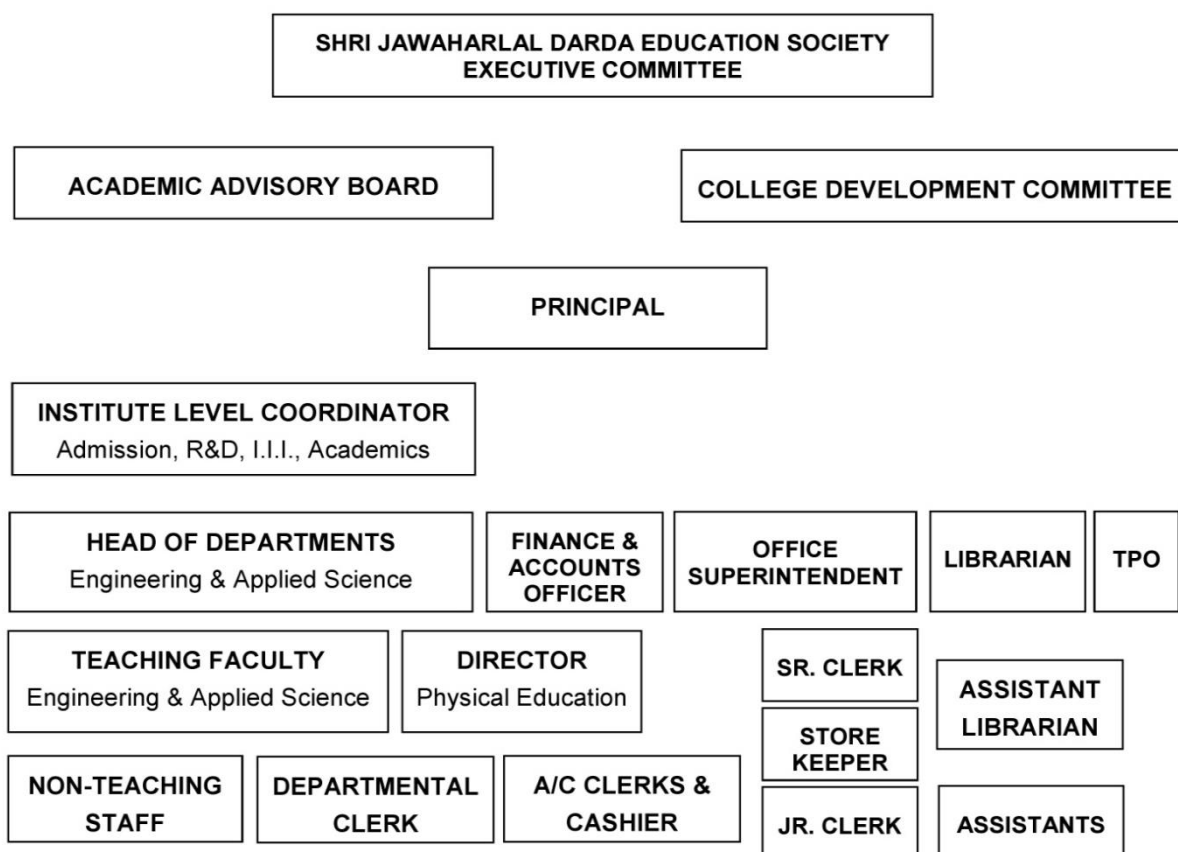 SHRI JAWAHARLAL DARDA EDUCATION SOCIETY
EXECUTIVE COMMITTEE
ACADEMIC ADVISORY BOARD
COLLEGE DEVELOPMENT COMMITTEE
PRINCIPAL
INSTITUTE LEVEL COORDINATOR
Admission, R&D, I.I.I., Academics
HEAD OF DEPARTMENTS
Engineering & Applied Science
FINANCE &
ACCOUNTS
OFFICER
OFFICE
SUPERINTENDENT
LIBRARIAN
TPO
TEACHING FACULTY
Engineering & Applied Science
DIRECTOR
Physical Education
SR. CLERK
ASSISTANT
LIBRARIAN
STORE
KEEPER
NON-TEACHING
STAFF
DEPARTMENTAL
CLERK
A/C CLERKS &
CASHIER
JR. CLERK
ASSISTANTS